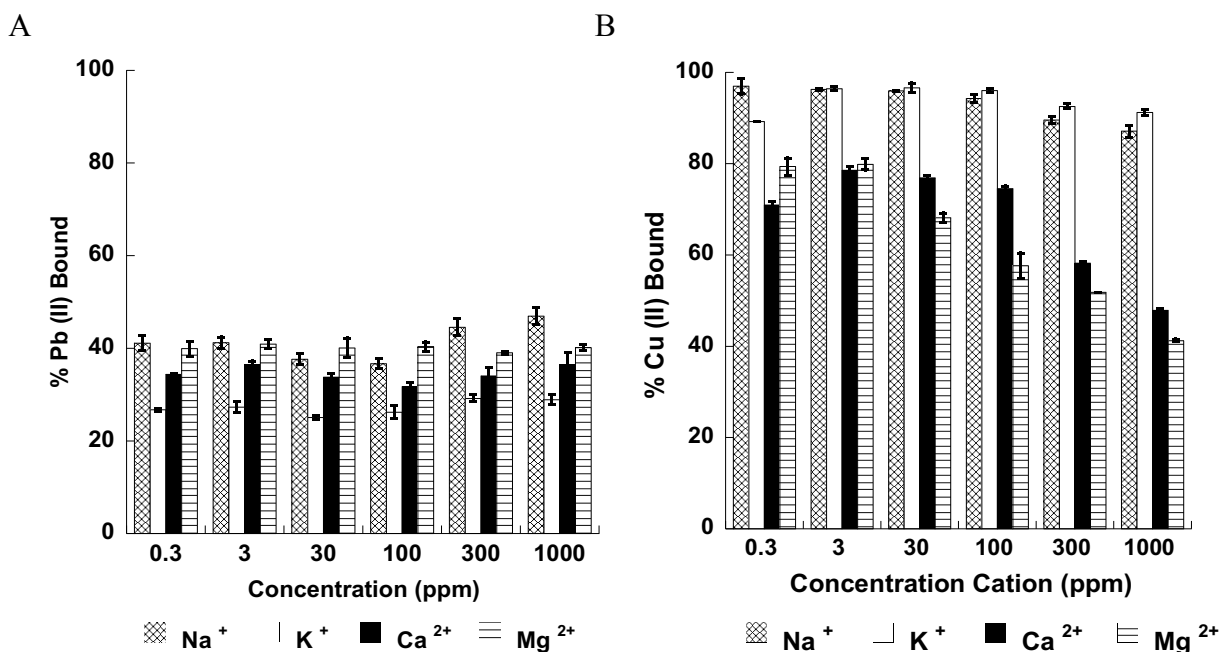 A
B
100
80
60
40
20
0
% Pb (II) Bound
0.3 3 30 100 300 1000
Concentration (ppm)
Na + K + Ca 2+ Mg 2+
100
80
60
40
20
0
% Cu (II) Bound
0.3 3 30 100 300 1000
Concentration Cation (ppm)
Na + K + Ca 2+ Mg 2+